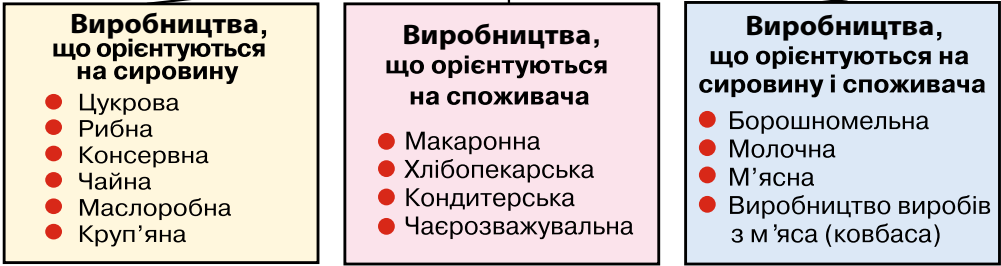 Виробництва,
що орієнтуються
на сировину
Цукрова
Рибна
Консервна
Чайна
Маслоробна
Круп’яна
Виробництва,
що орієнтуються
на споживача
Макаронна
Хлібопекарська
Кондитерська
Чаєрозважувальна
Виробництва,
що орієнтуються на
сировину і споживача
Борошномельна
Молочна
М’ясна
Виробництво виробів
з м’яса (ковбаса)